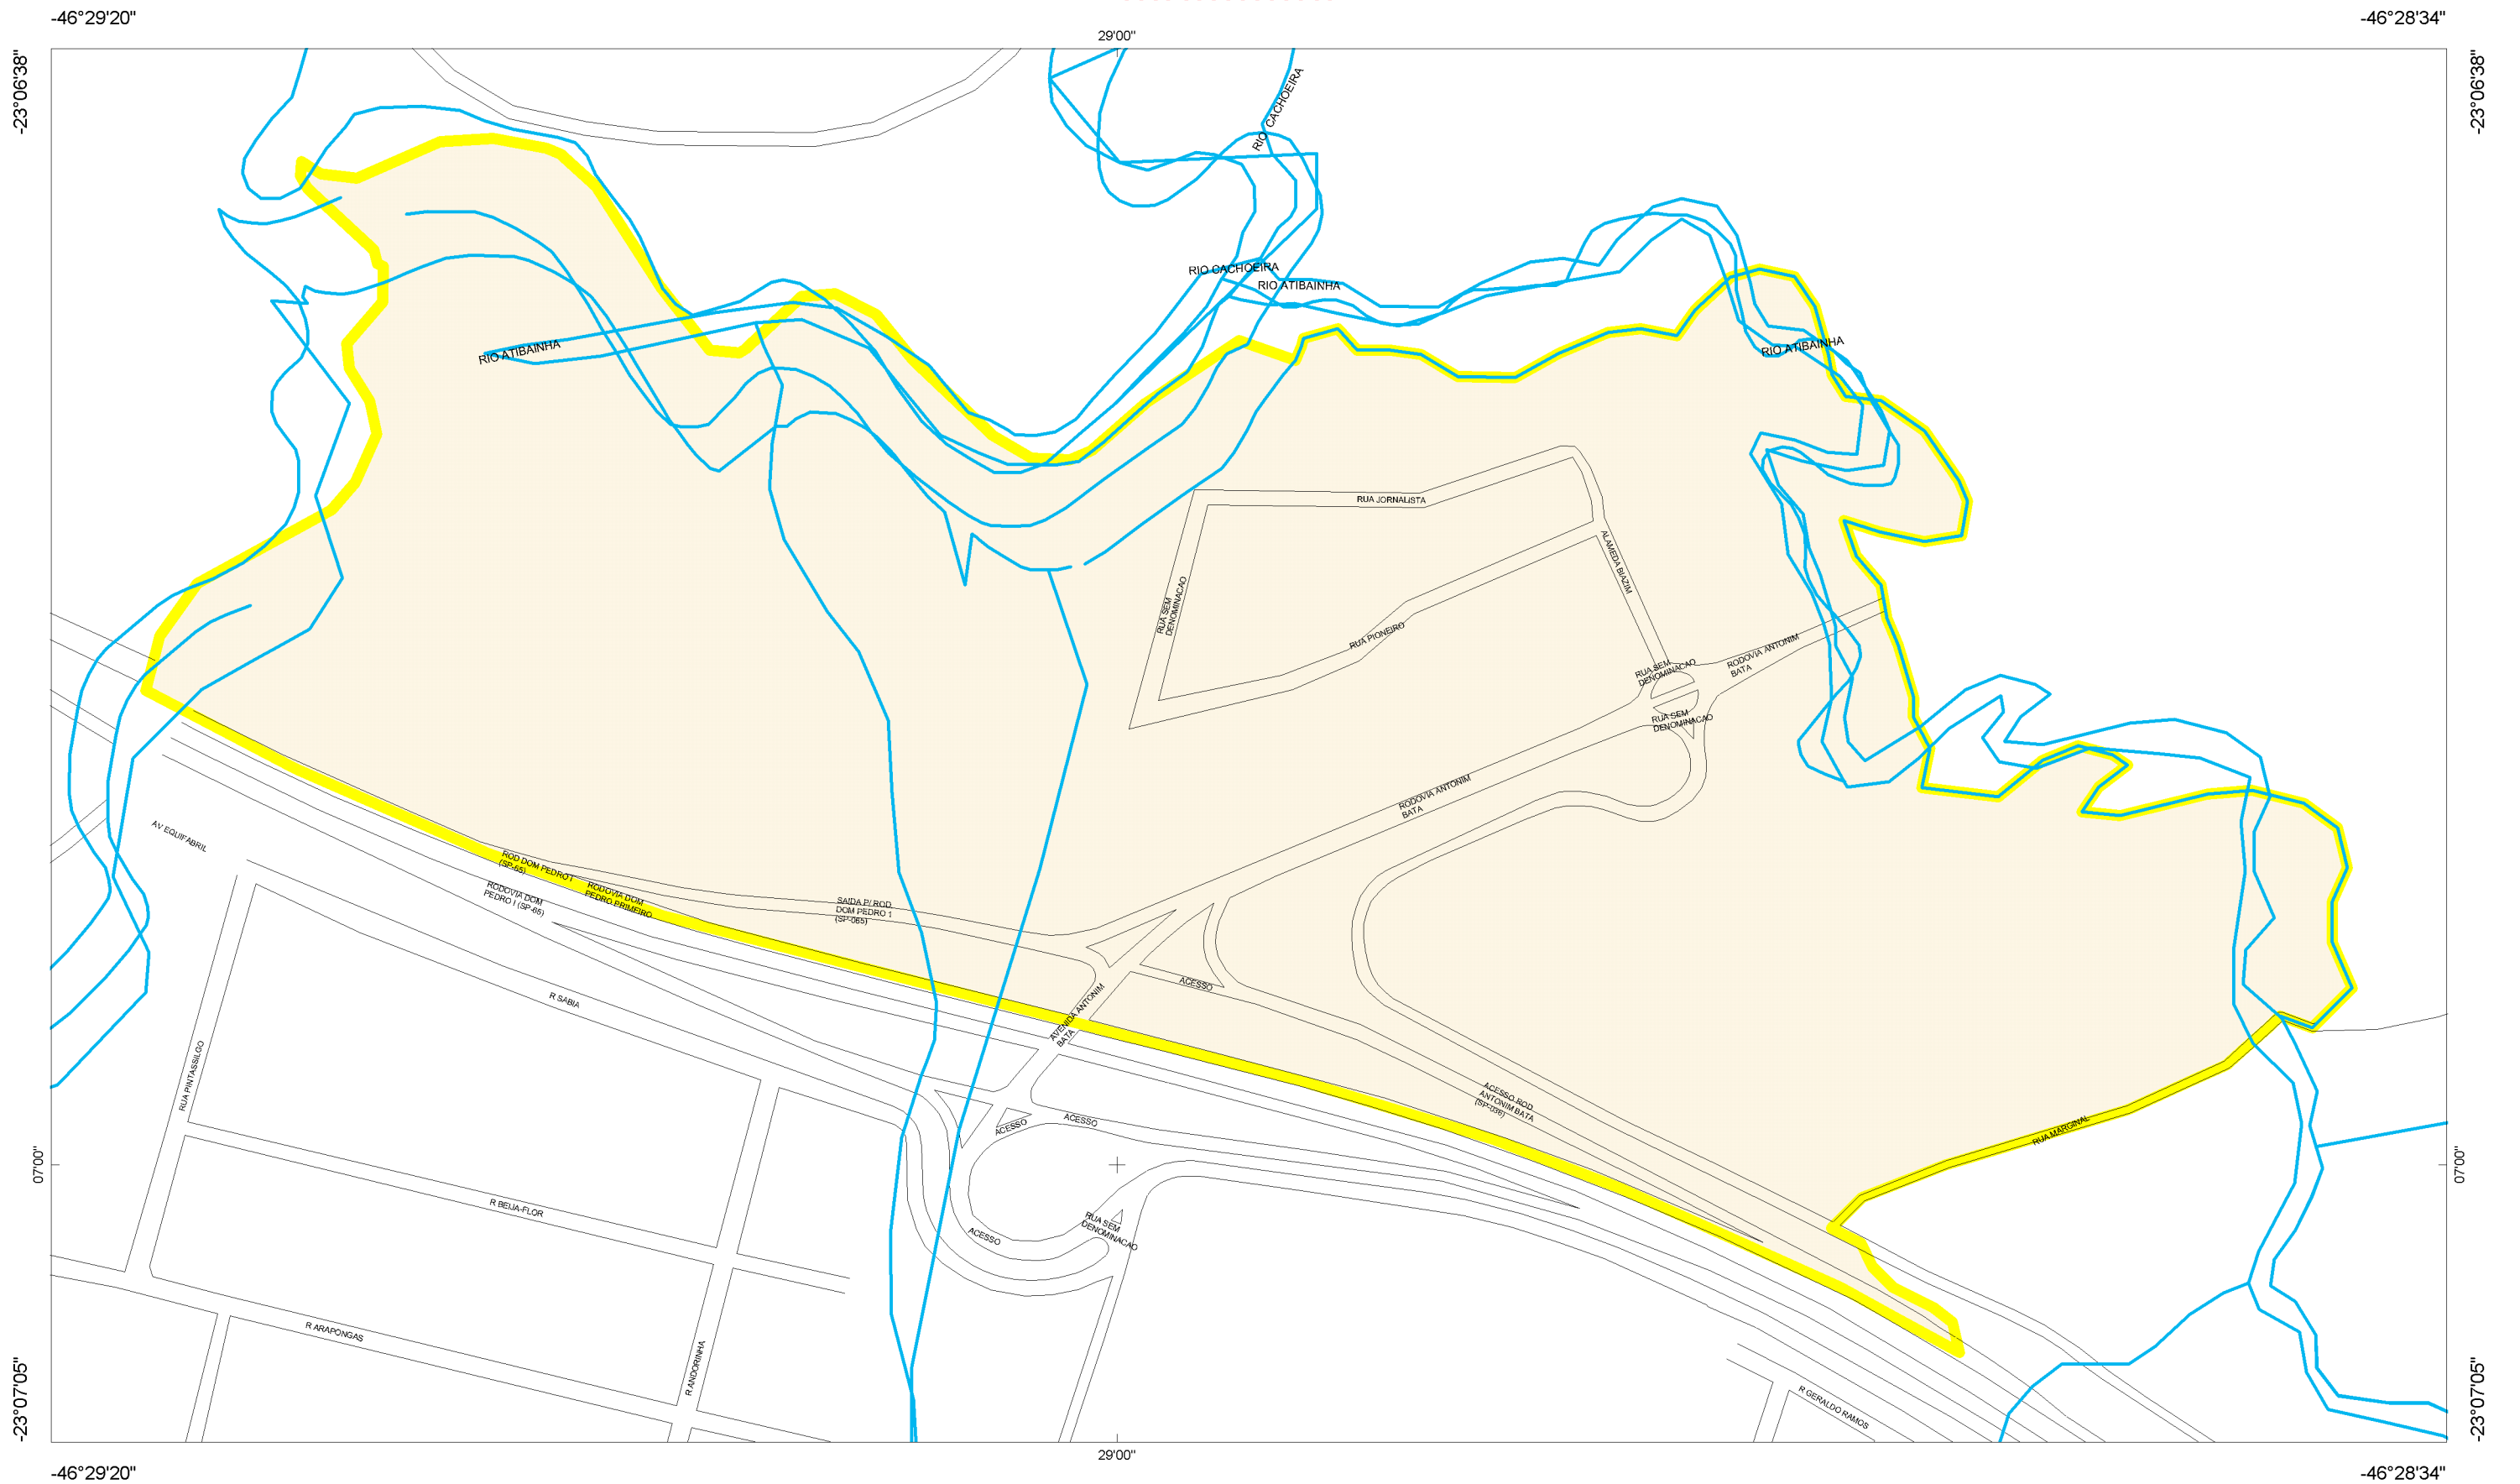 -46°29'20"
-46°28'34"
29'00"
-23°06'38"
-23°06'38"
RIO CACHOEIRA
RIO CACHOEIRA
RIO ATIBAINHA
RIO ATIBAINHA
RIO ATIBAINHA
RUA JORNALISTA
ALAMEDA BIAZIM
RUA SEM
DENOMINACAO
RUA PIONEIRO
RUA SEM
DENOMINACAO
RODOVIA ANTONIM
BATA
RUA SEM
DENOMINACAO
RODOVIA ANTONIM
BATA
AV EQUIFABRIL
ROD DOM PEDRO I
(SP-65)
RODOVIA DOM
PEDRO I (SP-65)
RODOVIA DOM
PEDRO PRIMEIRO
SAIDA P/ ROD
DOM PEDRO 1
(SP-065)
ACESSO
R SABIA
AVENIDA ANTONIM
BATA
RUA PINTASSILGO
ACESSO ROD
ANTONIM BATA
(SP-036)
ACESSO
ACESSO
RUA MARGINAL
07'00"
07'00"
R BEIJA-FLOR
ACESSO
RUA SEM
DENOMINACAO
R ARAPONGAS
R ANDORINHA
R GERALDO RAMOS
-23°07'05"
-23°07'05"
29'00"
-46°29'20"
-46°28'34"